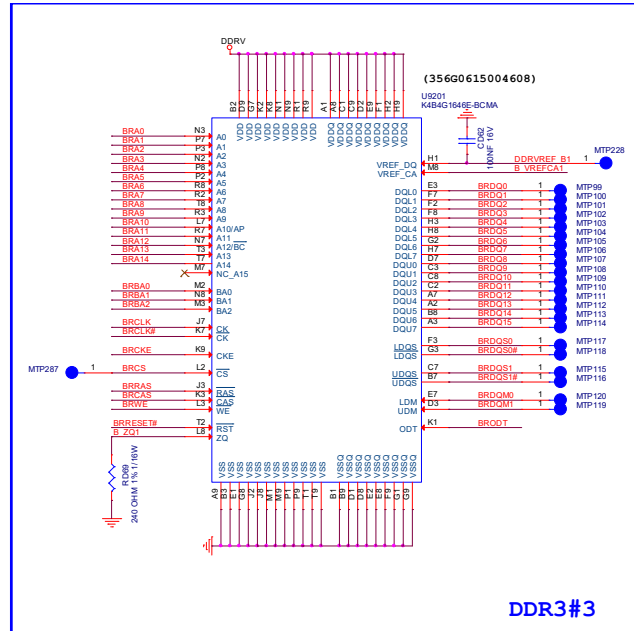 DDRV
(356G0615004608)
U9201
K4B4G1646E-BCMA
B2 D9 G7 K2 K8 N1 N9 R1 R9 A1 A8 C1 C9 D2 E9 F1 H2 H9
VDD VDD VDD VDD VDD VDD VDD VDD VDD VDDQ VDDQ VDDQ VDDQ VDDQ VDDQ VDDQ VDDQ VDDQ
CD62
100NF 16V
BRA0 N3 A0
BRA1 P7 A1
BRA2 P3 A2
BRA3 N2 A3
BRA4 P8 A4
BRA5 P2 A5
BRA6 R8 A6
BRA7 R2 A7
BRA8 T8 A8
BRA9 R3 A9
BRA10 L7 A10/AP
BRA11 R7 A11
BRA12 N7 A12/BC
BRA13 T3 A13
BRA14 T7 A14
M7 NC_A15
BRBA0 M2 BA0
BRBA1 N8 BA1
BRBA2 M3 BA2
BRCLK J7 CK
BRCLK# K7 CK
BRCKE K9 CKE
MTP287 1 BRCS L2 CS
BRRAS J3 RAS
BRCAS K3 CAS
BRWE L3 WE
BRRESET# T2 RST
B_ZQ1 L8 ZQ
RD69
240 OHM 1% 1/16W
VREF_DQ H1 DDRVREF_B1 1 MTP228
VREF_CA M8 B_VREFCA1
DQL0 E3 BRDQ0 1 MTP99
DQL1 F7 BRDQ1 1 MTP100
DQL2 F2 BRDQ2 1 MTP101
DQL3 F8 BRDQ3 1 MTP102
DQL4 H3 BRDQ4 1 MTP103
DQL5 H8 BRDQ5 1 MTP104
DQL6 G2 BRDQ6 1 MTP105
DQL7 H7 BRDQ7 1 MTP106
DQU0 D7 BRDQ8 1 MTP107
DQU1 C3 BRDQ9 1 MTP108
DQU2 C8 BRDQ10 1 MTP109
DQU3 C2 BRDQ11 1 MTP110
DQU4 A7 BRDQ12 1 MTP111
DQU5 A2 BRDQ13 1 MTP112
DQU6 B8 BRDQ14 1 MTP113
DQU7 A3 BRDQ15 1 MTP114
LDQS F3 BRDQS0 1 MTP117
LDQS G3 BRDQS0# 1 MTP118
UDQS C7 BRDQS1 1 MTP115
UDQS B7 BRDQS1# 1 MTP116
LDM E7 BRDQM0 1 MTP120
UDM D3 BRDQM1 1 MTP119
ODT K1 BRODT
VSS VSS VSS VSS VSS VSS VSS VSS VSS VSS VSS VSS VSSQ VSSQ VSSQ VSSQ VSSQ VSSQ VSSQ VSSQ VSSQ
A9 B3 E1 G8 J2 J8 M1 M9 P1 P9 T1 T9 B1 B9 D1 D8 E2 E8 F9 G1 G9
DDR3#3